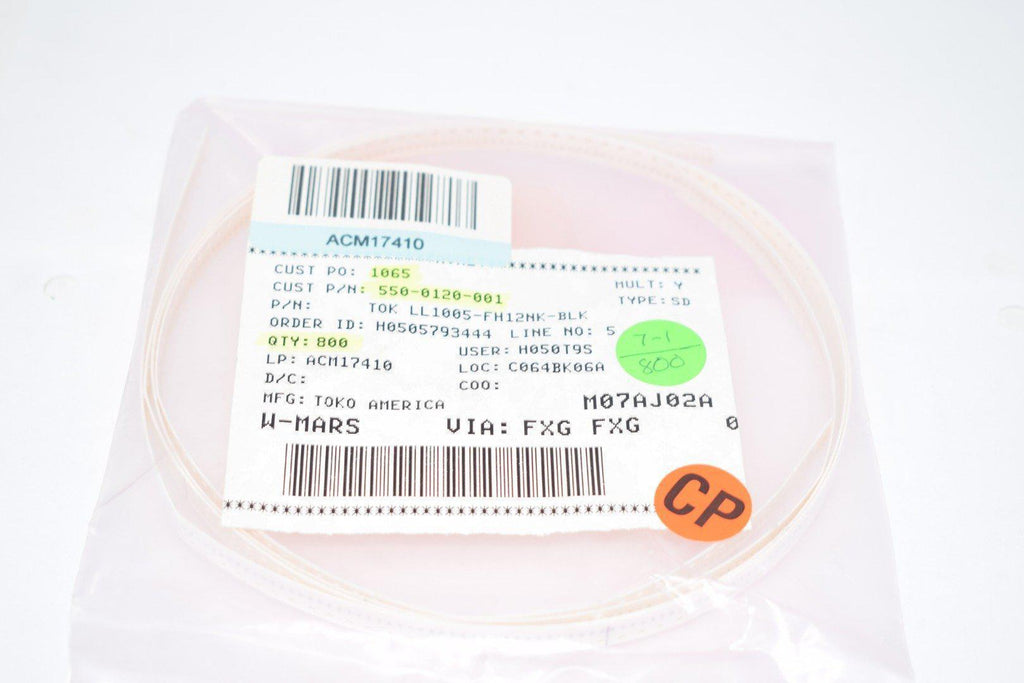 ACM17410
CUST PO: 1065
CUST P/N: 550-0120-001
MULT: Y
P/N: TOK LL1005-FH12NK-BLK
TYPE: SD
ORDER ID: H0505793444 LINE NO: 5
QTY: 800
USER: H050T9S
7-1
800
LP: ACM17410
LOC: C064BK06A
D/C:
COO:
MFG: TOKO AMERICA
M07AJ02A
W-MARS VIA: FXG FXG 0
CP